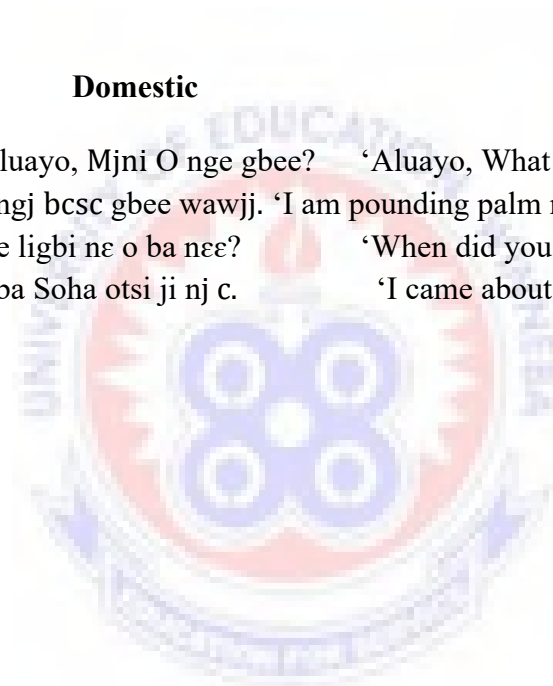 Domestic
luayo, Mjni O nge gbee? ‘Aluayo, What
ngj bcsc gbee wawjj. ‘I am pounding palm
e ligbi nɛ o ba nɛɛ? ‘When did you
ba Soha otsi ji nj c. ‘I came about